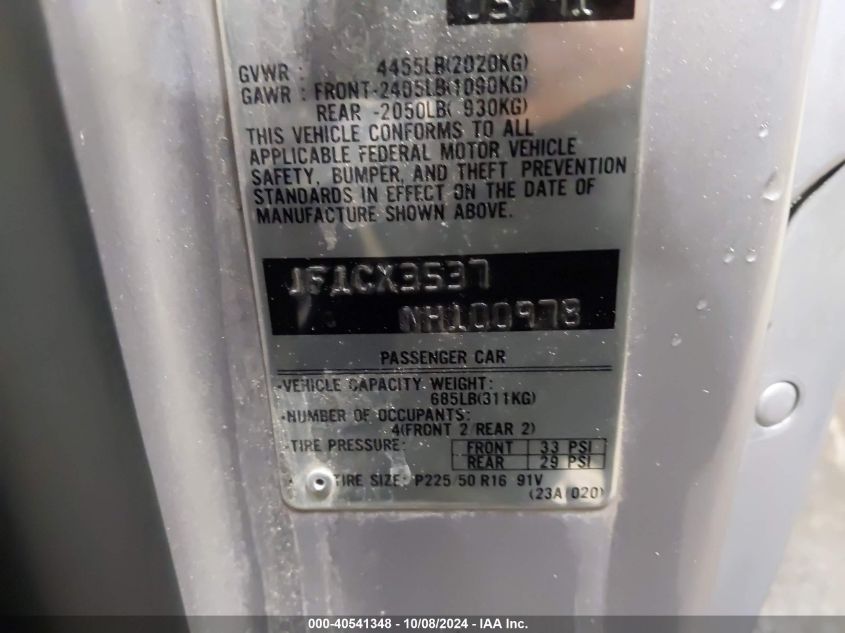 GVWR : 4455LB(2020KG)
GAWR : FRONT-2405LB(1090KG)
REAR -2050LB( 930KG)
THIS VEHICLE CONFORMS TO ALL
APPLICABLE FEDERAL MOTOR VEHICLE
SAFETY, BUMPER, AND THEFT PREVENTION
STANDARDS IN EFFECT ON THE DATE OF
MANUFACTURE SHOWN ABOVE.
JF1CX3537
NH100978
PASSENGER CAR
·VEHICLE CAPACITY WEIGHT:
685LB(311KG)
·NUMBER OF OCCUPANTS:
4(FRONT 2/REAR 2)
·TIRE PRESSURE: FRONT 33 PSI
REAR 29 PSI
TIRE SIZE: P225/50 R16 91V
(23A/020)
000-40541348 - 10/08/2024 - IAA Inc.